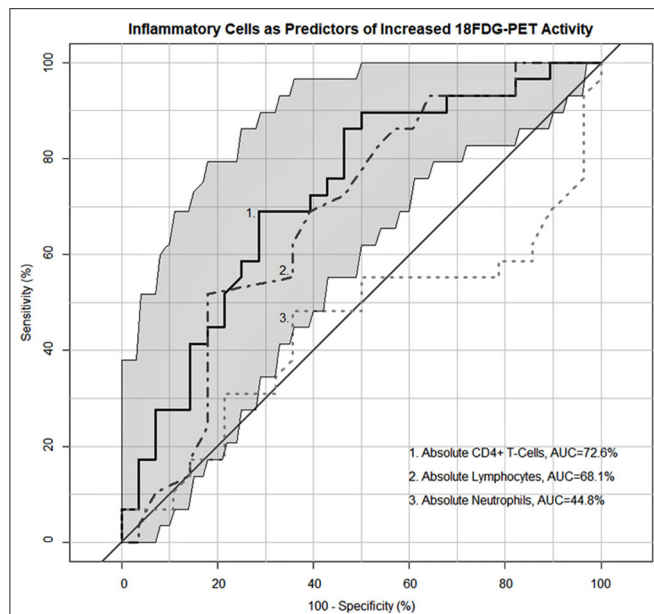 Inflammatory Cells as Predictors of Increased 18FDG-PET Activity
100
80
60
40
20
0
Sensitivity (%)
1.
2.
3.
1. Absolute CD4+ T-Cells, AUC=72.6%
2. Absolute Lymphocytes, AUC=68.1%
3. Absolute Neutrophils, AUC=44.8%
0 20 40 60 80 100
100 - Specificity (%)